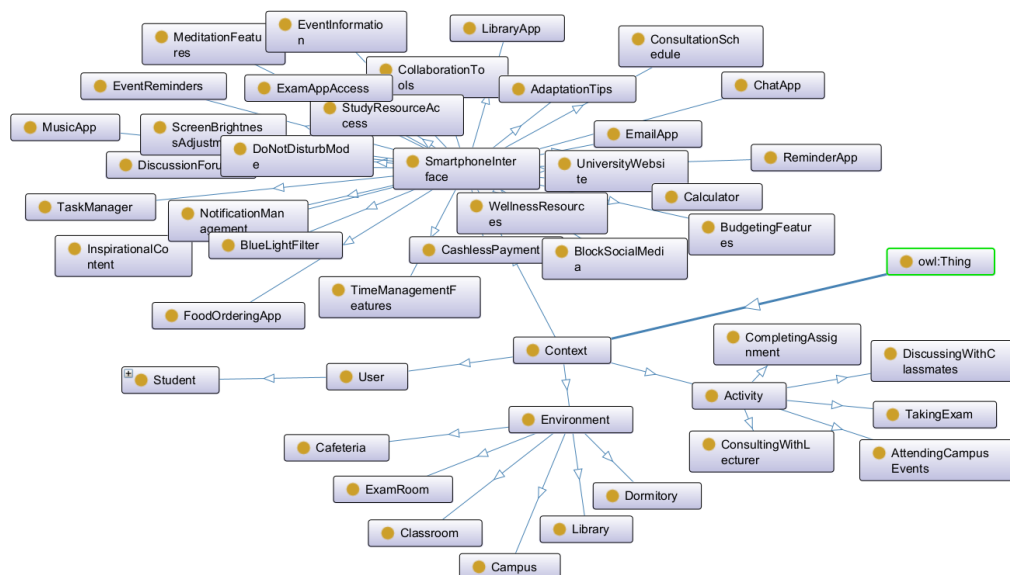 EventInformatio
n
LibraryApp
MeditationFeatu
res
ConsultationSch
edule
CollaborationTo
ols
EventReminders
ExamAppAccess
AdaptationTips
ChatApp
StudyResourceAc
cess
MusicApp
ScreenBrightnes
sAdjustm
EmailApp
DoNotDisturbMod
e
DiscussionForu
SmartphoneInter
face
UniversityWebsi
te
ReminderApp
TaskManager
NotificationMan
agement
WellnessResourc
es
Calculator
BudgetingFeatur
es
InspirationalCo
ntent
BlueLightFilter
CashlessPayment
BlockSocialMedi
a
owl:Thing
TimeManagementF
eatures
FoodOrderingApp
Context
CompletingAssig
nment
DiscussingWithC
lassmates
Student
User
Activity
TakingExam
Environment
ConsultingWithL
ecturer
AttendingCampus
Events
Cafeteria
ExamRoom
Dormitory
Classroom
Library
Campus